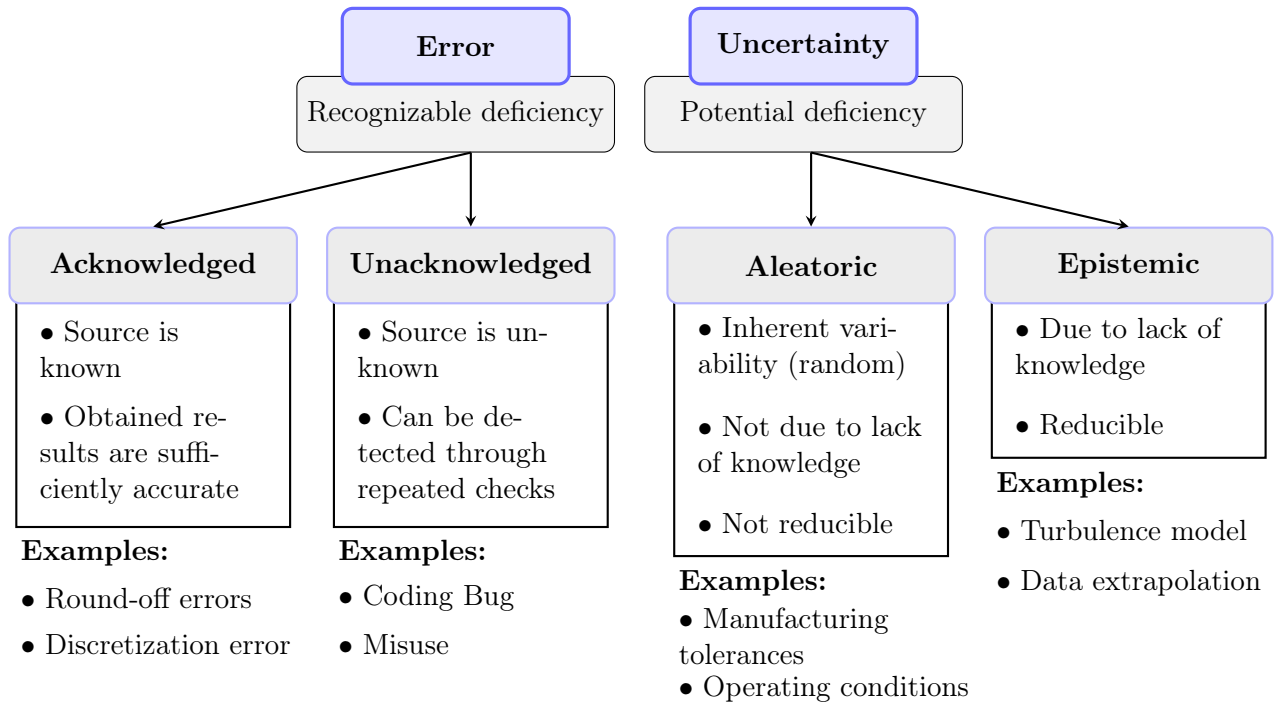 Error
Recognizable deficiency
Uncertainty
Potential deficiency
Acknowledged
• Source is
known
• Obtained re-
sults are suffi-
ciently accurate
Examples:
• Round-off errors
• Discretization error
Unacknowledged
• Source is un-
known
• Can be de-
tected through
repeated checks
Examples:
• Coding Bug
• Misuse
Aleatoric
• Inherent vari-
ability (random)
• Not due to lack
of knowledge
• Not reducible
Examples:
• Manufacturing
tolerances
• Operating conditions
Epistemic
• Due to lack of
knowledge
• Reducible
Examples:
• Turbulence model
• Data extrapolation